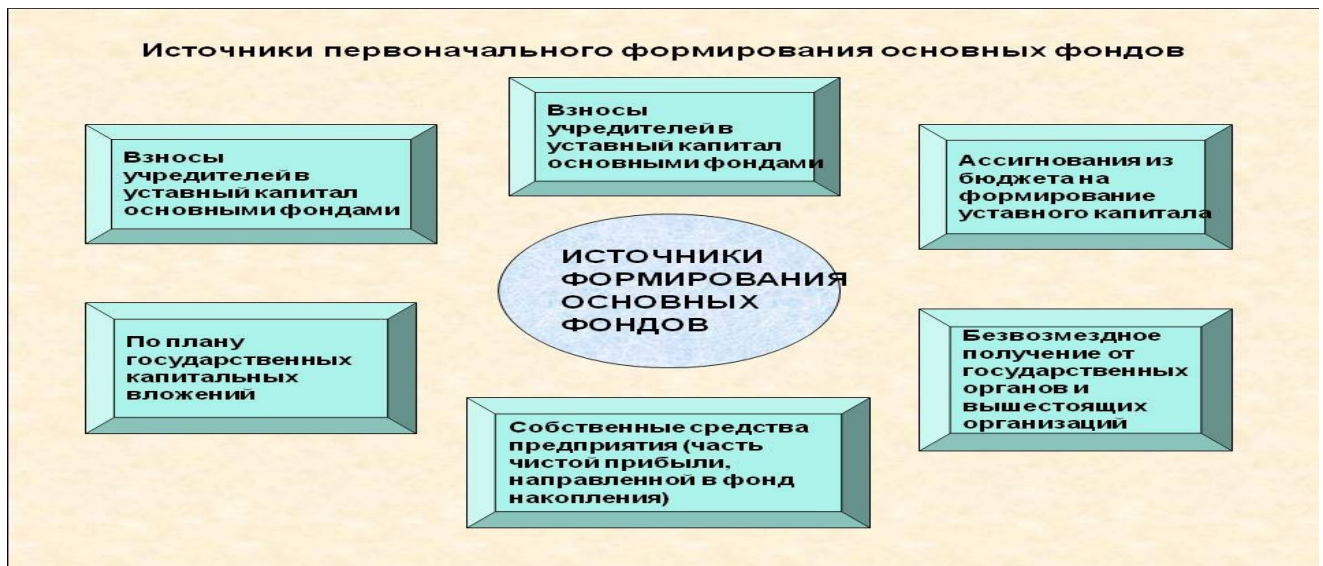 Источники первоначального формирования основных фондов
Взносы
учредителей в
уставный капитал
основными фондами
Взносы
учредителей в
уставный капитал
основными фондами
Ассигнования из
бюджета на
формирование
уставного капитала
ИСТОЧНИКИ
ФОРМИРОВАНИЯ
ОСНОВНЫХ
ФОНДОВ
По плану
государственных
капитальных
вложений
Безвозмездное
получение от
государственных
органов и
вышестоящих
организаций
Собственные средства
предприятия (часть
чистой прибыли,
направленной в фонд
накопления)